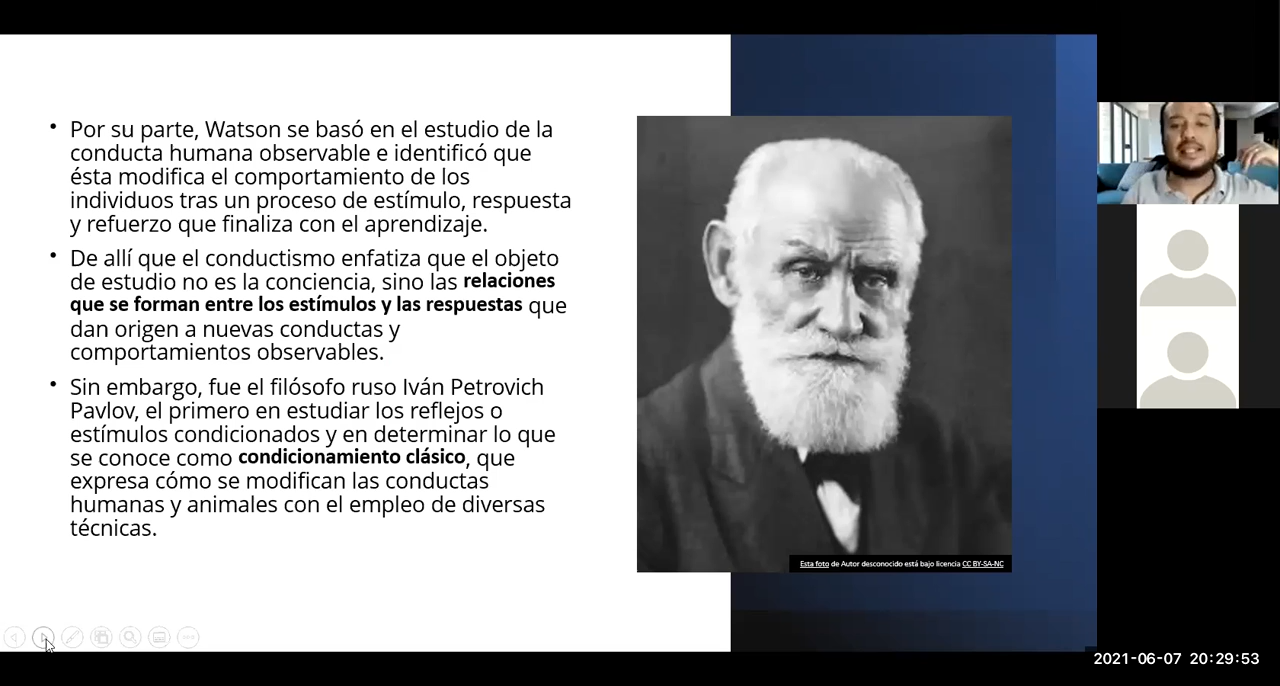 • Por su parte, Watson se basó en el estudio de la
conducta humana observable e identificó que
ésta modifica el comportamiento de los
individuos tras un proceso de estímulo, respuesta
y refuerzo que finaliza con el aprendizaje.
• De allí que el conductismo enfatiza que el objeto
de estudio no es la conciencia, sino las relaciones
que se forman entre los estímulos y las respuestas que
dan origen a nuevas conductas y
comportamientos observables.
• Sin embargo, fue el filósofo ruso Iván Petrovich
Pavlov, el primero en estudiar los reflejos o
estímulos condicionados y en determinar lo que
se conoce como condicionamiento clásico, que
expresa cómo se modifican las conductas
humanas y animales con el empleo de diversas
técnicas.
Esta foto de Autor desconocido está bajo licencia CC BY-SA-NC
2021-06-07 20:29:53